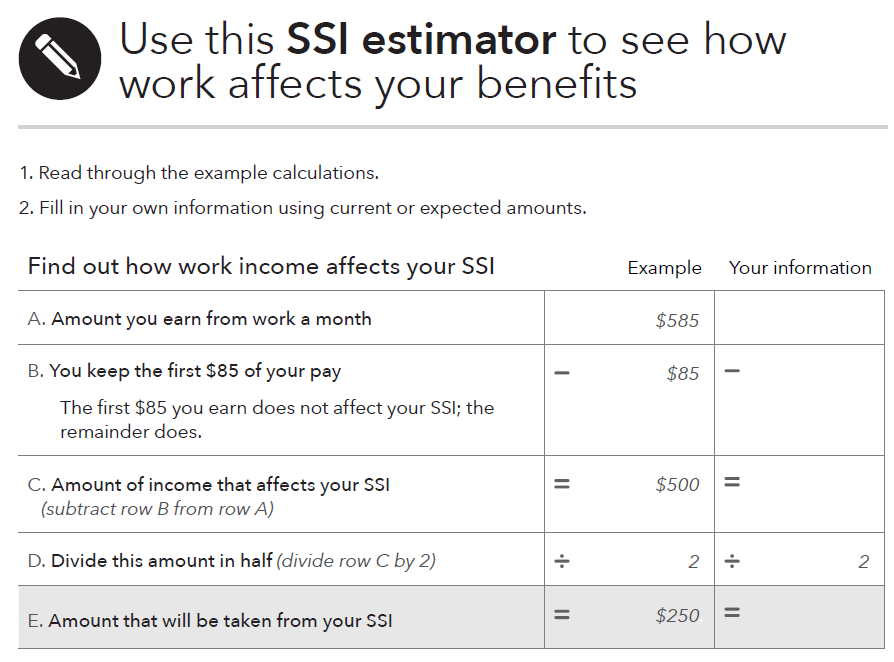 Use this SSI estimator to see how
work affects your benefits
1. Read through the example calculations.
2. Fill in your own information using current or expected amounts.
Find out how work income affects your SSI Example Your information
A. Amount you earn from work a month $585
B. You keep the first $85 of your pay − $85 −
The first $85 you earn does not affect your SSI; the
remainder does.
C. Amount of income that affects your SSI = $500 =
(subtract row B from row A)
D. Divide this amount in half (divide row C by 2) ÷ 2 ÷ 2
E. Amount that will be taken from your SSI = $250 =